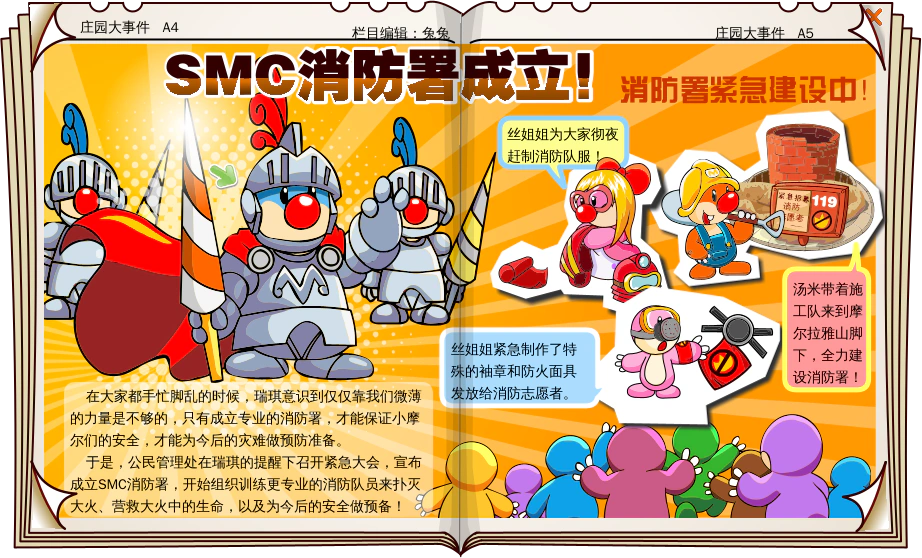 庄园大事件 A4
栏目编辑：兔兔
庄园大事件 A5
SMC消防署成立！
消防署紧急建设中！
丝姐姐为大家彻夜
赶制消防队服！
紧急招募
消防
志愿者
119
汤米带着施
工队来到摩
尔拉雅山脚
下，全力建
设消防署！
丝姐姐紧急制作了特
殊的袖章和防火面具
发放给消防志愿者。
在大家都手忙脚乱的时候，瑞琪意识到仅仅靠我们微薄
的力量是不够的，只有成立专业的消防署，才能保证小摩
尔们的安全，才能为今后的灾难做预防准备。
于是，公民管理处在瑞琪的提醒下召开紧急大会，宣布
成立SMC消防署，开始组织训练更专业的消防队员来扑灭
大火、营救大火中的生命，以及为今后的安全做预备！